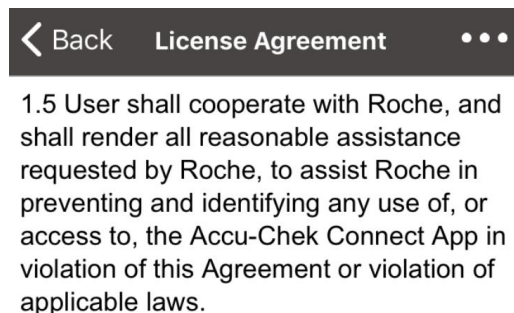 Back License Agreement
1.5 User shall cooperate with Roche, and
shall render all reasonable assistance
requested by Roche, to assist Roche in
preventing and identifying any use of, or
access to, the Accu-Chek Connect App in
violation of this Agreement or violation of
applicable laws.